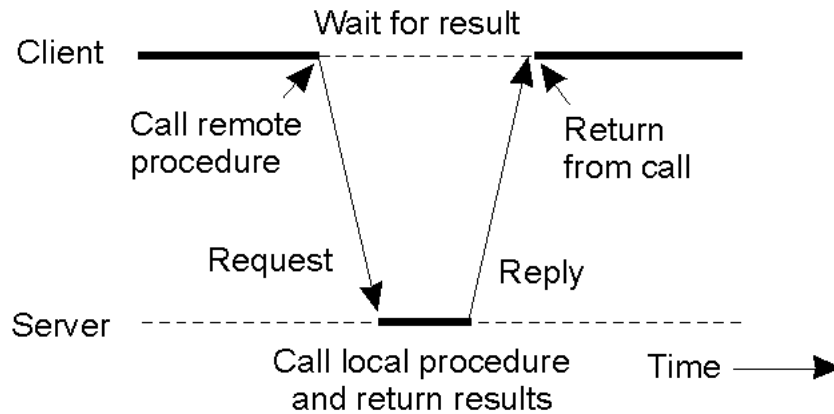 Wait for result
Client
Call remote
procedure
Return
from call
Request
Reply
Server
Call local procedure
and return results
Time